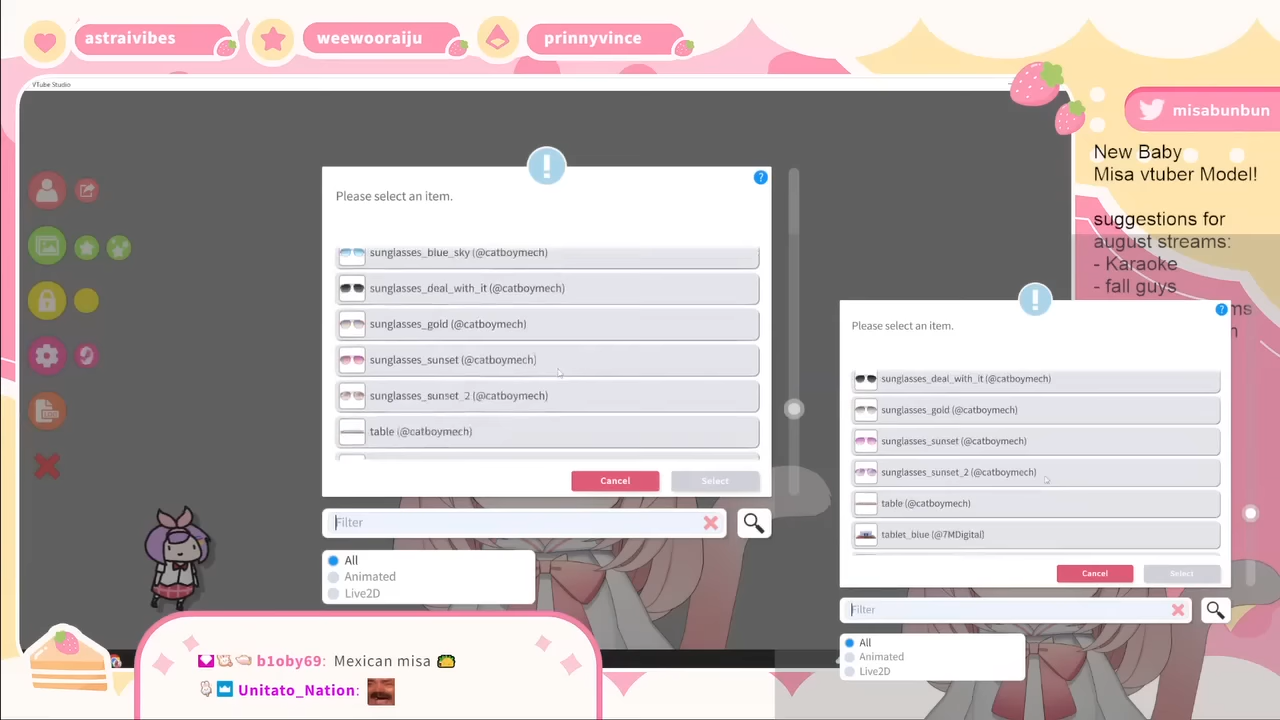 astraivibes
weewooraiju
prinnyvince
VTube Studio
misabunbun
New Baby
Misa vtuber Model!
suggestions for
august streams:
- Karaoke
- fall guys
Please select an item.
?
sunglasses_blue_sky (@catboymech)
sunglasses_deal_with_it (@catboymech)
sunglasses_gold (@catboymech)
sunglasses_sunset (@catboymech)
sunglasses_sunset_2 (@catboymech)
table (@catboymech)
Cancel
Select
Filter
All
Animated
Live2D
Please select an item.
?
sunglasses_deal_with_it (@catboymech)
sunglasses_gold (@catboymech)
sunglasses_sunset (@catboymech)
sunglasses_sunset_2 (@catboymech)
table (@catboymech)
tablet_blue (@7MDigital)
Cancel
Select
Filter
All
Animated
Live2D
LOG
b1oby69: Mexican misa
Unitato_Nation: